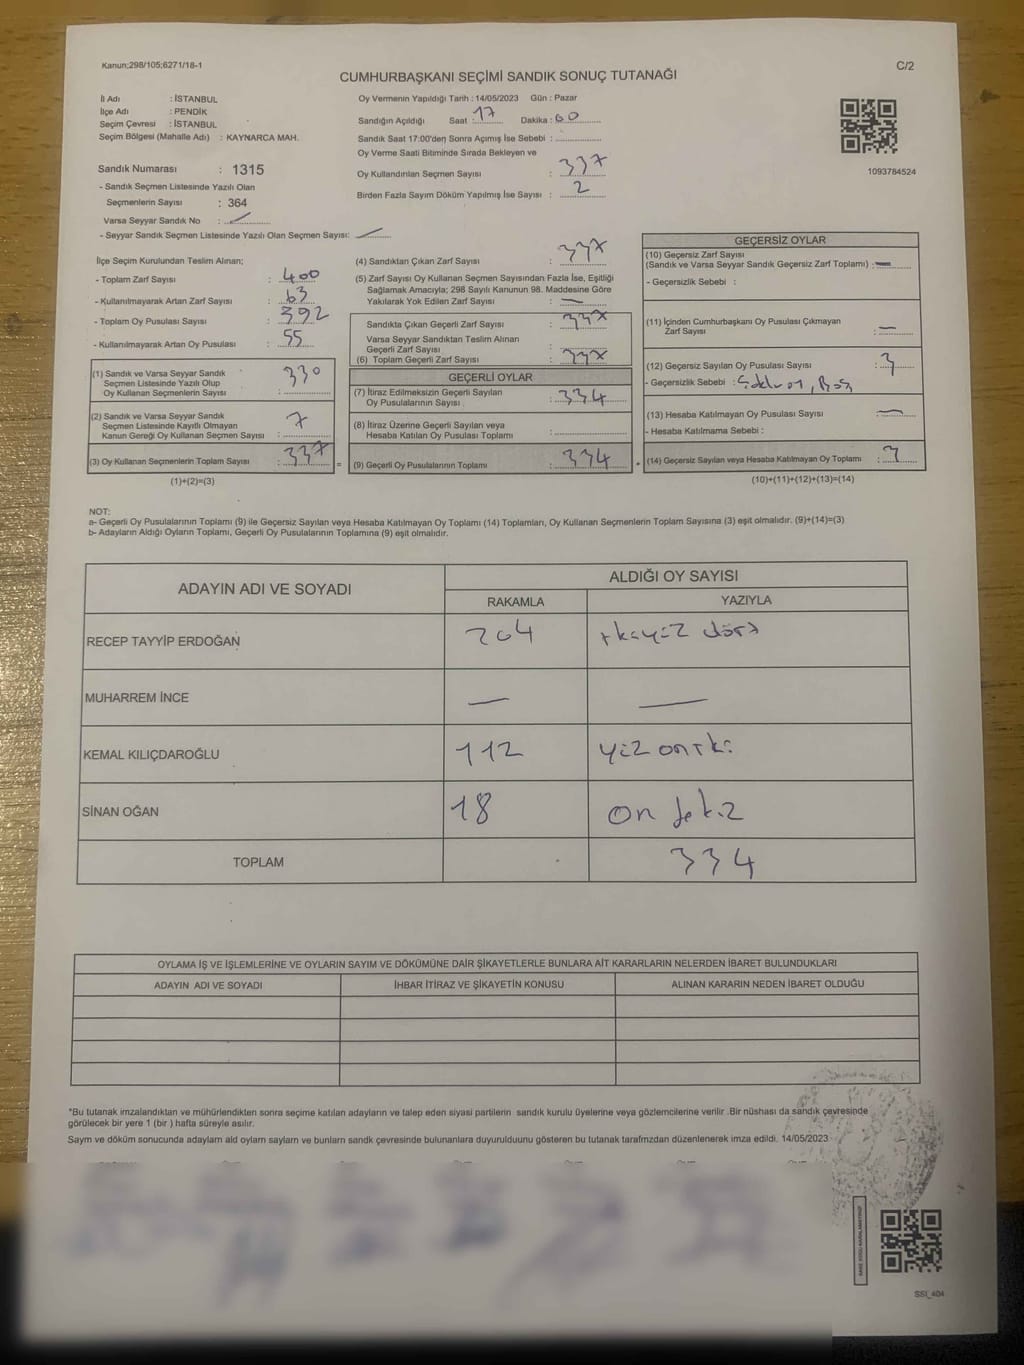 Kanun;298/105;6271/18-1
C/2
CUMHURBAŞKANI SEÇİMİ SANDIK SONUÇ TUTANAĞI
İl Adı : İSTANBUL
İlçe Adı : PENDİK
Seçim Çevresi : İSTANBUL
Seçim Bölgesi (Mahalle Adı) : KAYNARCA MAH.
Sandık Numarası : 1315
- Sandık Seçmen Listesinde Yazılı Olan
Seçmenlerin Sayısı : 364
Varsa Seyyar Sandık No :
- Seyyar Sandık Seçmen Listesinde Yazılı Olan Seçmen Sayısı:
Oy Vermenin Yapıldığı Tarih : 14/05/2023 Gün : Pazar
Sandığın Açıldığı Saat : 17 Dakika :
Sandık Saat 17:00'den Sonra Açımış İse Sebebi :
Oy Verme Saati Bitiminde Sırada Bekleyen ve
Oy Kullandırılan Seçmen Sayısı : 337
Birden Fazla Sayım Döküm Yapılmış İse Sayısı : 2
1093784524
İlçe Seçim Kurulundan Teslim Alınan;
- Toplam Zarf Sayısı : 400
- Kullanılmayarak Artan Zarf Sayısı : 63
- Toplam Oy Pusulası Sayısı : 392
- Kullanılmayarak Artan Oy Pusulası : 55
(1) Sandık ve Varsa Seyyar Sandık
Seçmen Listesinde Yazılı Olup
Oy Kullanan Seçmenlerin Sayısı : 330
(2) Sandık ve Varsa Seyyar Sandık
Seçmen Listesinde Kayıtlı Olmayan
Kanun Gereği Oy Kullanan Seçmen Sayısı : 7
(3) Oy Kullanan Seçmenlerin Toplam Sayısı : 337 =
(1)+(2)=(3)
(4) Sandıktan Çıkan Zarf Sayısı : 337
(5) Zarf Sayısı Oy Kullanan Seçmen Sayısından Fazla İse, Eşitliği
Sağlamak Amacıyla; 298 Sayılı Kanunun 98. Maddesine Göre
Yakılarak Yok Edilen Zarf Sayısı : —
Sandıkta Çıkan Geçerli Zarf Sayısı : 337
Varsa Seyyar Sandıktan Teslim Alınan
Geçerli Zarf Sayısı :
(6) Toplam Geçerli Zarf Sayısı : 337
GEÇERLİ OYLAR
(7) İtiraz Edilmeksizin Geçerli Sayılan
Oy Pusulalarının Sayısı : 334
(8) İtiraz Üzerine Geçerli Sayılan veya
Hesaba Katılan Oy Pusulası Toplamı :
(9) Geçerli Oy Pusulalarının Toplamı : 334 +
GEÇERSİZ OYLAR
(10) Geçersiz Zarf Sayısı
(Sandık ve Varsa Seyyar Sandık Geçersiz Zarf Toplamı) : —
- Geçersizlik Sebebi :
(11) İçinden Cumhurbaşkanı Oy Pusulası Çıkmayan
Zarf Sayısı : —
(12) Geçersiz Sayılan Oy Pusulası Sayısı : 3
- Geçersizlik Sebebi :
(13) Hesaba Katılmayan Oy Pusulası Sayısı : —
- Hesaba Katılmama Sebebi :
(14) Geçersiz Sayılan veya Hesaba Katılmayan Oy Toplamı : 3
(10)+(11)+(12)+(13)=(14)
NOT:
a- Geçerli Oy Pusulalarının Toplamı (9) ile Geçersiz Sayılan veya Hesaba Katılmayan Oy Toplamı (14) Toplamları, Oy Kullanan Seçmenlerin Toplam Sayısına (3) eşit olmalıdır. (9)+(14)=(3)
b- Adayların Aldığı Oyların Toplamı, Geçerli Oy Pusulalarının Toplamına (9) eşit olmalıdır.
ADAYIN ADI VE SOYADI
ALDIĞI OY SAYISI
RAKAMLA YAZIYLA
RECEP TAYYİP ERDOĞAN 204 ikiyüz dört
MUHARREM İNCE — —
KEMAL KILIÇDAROĞLU 112 yüz oniki
SİNAN OĞAN 18 on sekiz
TOPLAM 334
OYLAMA İŞ VE İŞLEMLERİNE VE OYLARIN SAYIM VE DÖKÜMÜNE DAİR ŞİKAYETLERLE BUNLARA AİT KARARLARIN NELERDEN İBARET BULUNDUKLARI
ADAYIN ADI VE SOYADI İHBAR İTİRAZ VE ŞİKAYETİN KONUSU ALINAN KARARIN NEDEN İBARET OLDUĞU
*Bu tutanak imzalandıktan ve mühürlendikten sonra seçime katılan adayların ve talep eden siyasi partilerin sandık kurulu üyelerine veya gözlemcilerine verilir .Bir nüshası da sandık çevresinde
görülecek bir yere 1 (bir ) hafta süreyle asılır.
Sayım ve döküm sonucunda adaylam ald oylam saylam ve bunlarn sandk çevresinde bulunanlara duyurulduunu gösteren bu tutanak tarafmzdan düzenlenerek imza edildi. 14/05/2023
SSİ_404